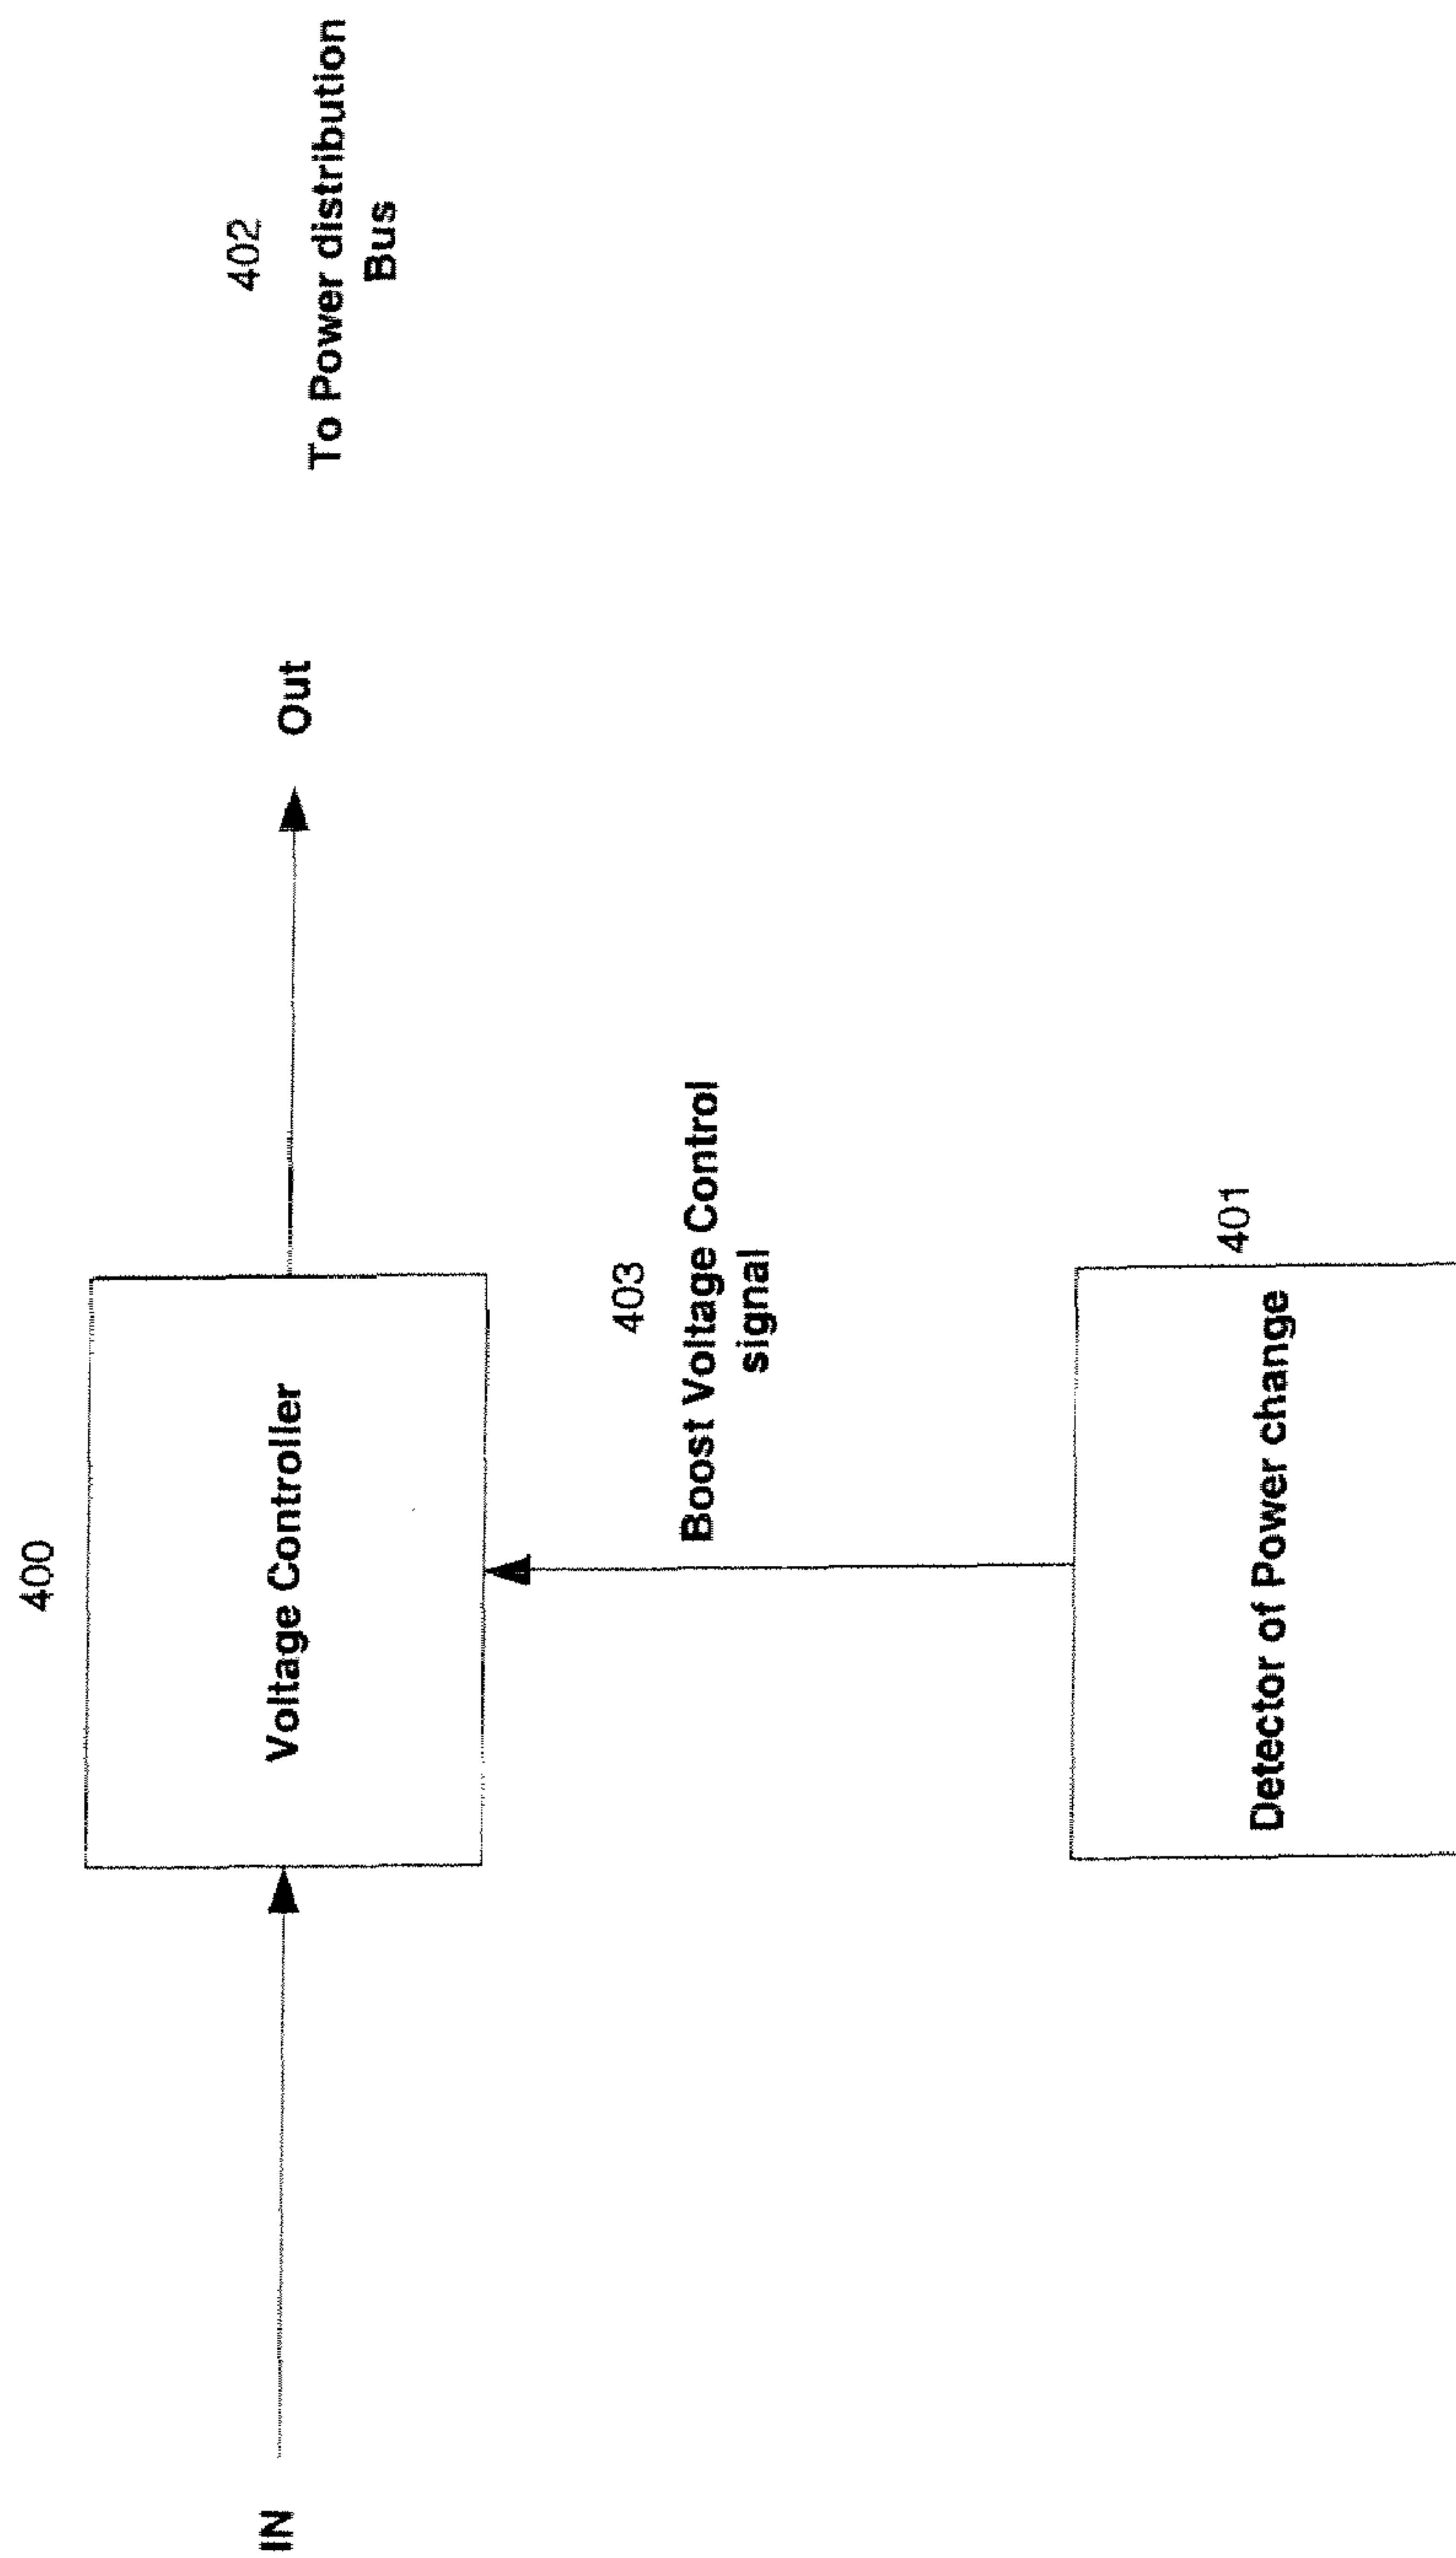 400
Voltage Controller
IN
Out
402
To Power distribution
Bus
403
Boost Voltage Control
signal
401
Detector of Power change